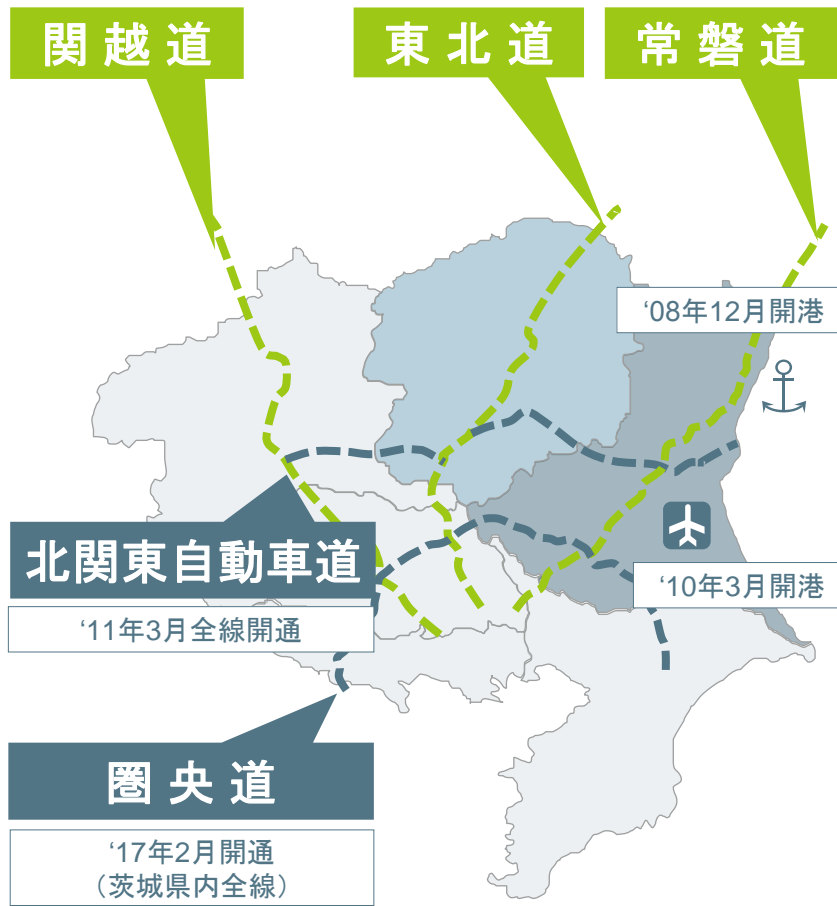 関越道
東北道
常磐道
‘08年12月開港
北関東自動車道
‘11年3月全線開通
‘10年3月開港
圏央道
‘17年2月開通
（茨城県内全線）